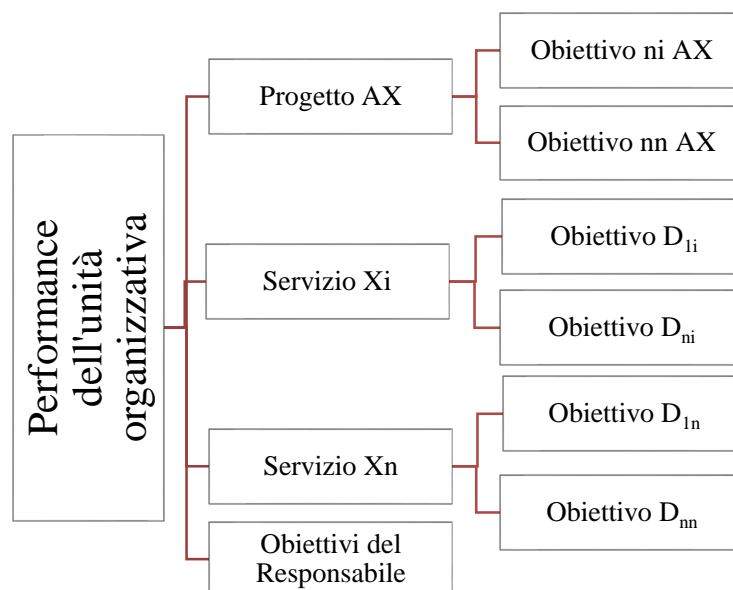 Performance
dell'unità
organizzativa
Progetto AX
Obiettivo ni AX
Obiettivo nn AX
Servizio Xi
Obiettivo D1i
Obiettivo Dni
Servizio Xn
Obiettivo D1n
Obiettivo Dnn
Obiettivi del
Responsabile